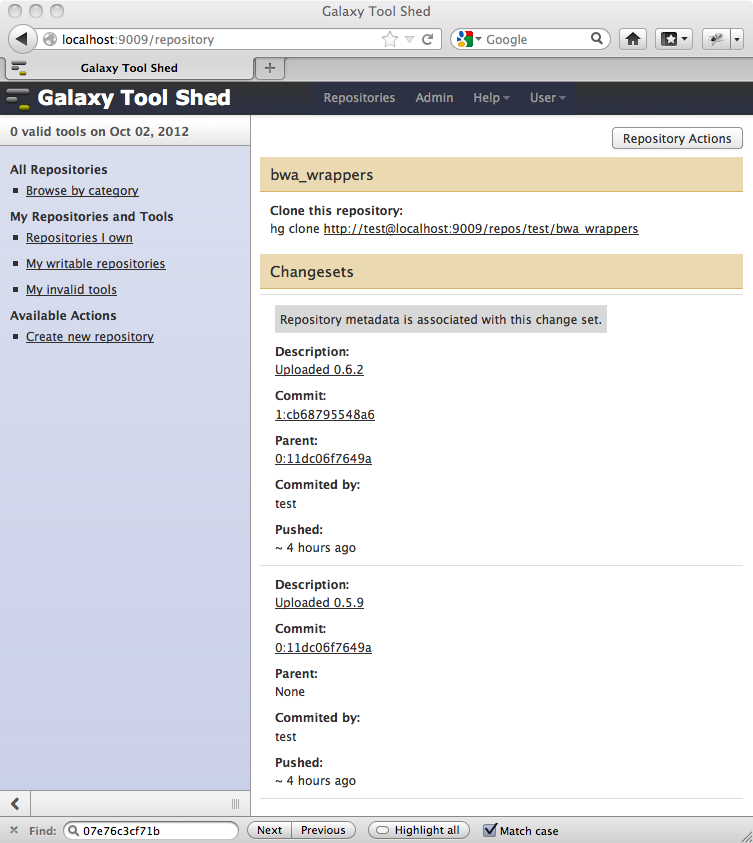 Galaxy Tool Shed
localhost:9009/repository
Google
Galaxy Tool Shed
Galaxy Tool Shed
Repositories Admin Help User
0 valid tools on Oct 02, 2012
All Repositories
Browse by category
My Repositories and Tools
Repositories I own
My writable repositories
My invalid tools
Available Actions
Create new repository
Repository Actions
bwa_wrappers
Clone this repository:
hg clone http://test@localhost:9009/repos/test/bwa_wrappers
Changesets
Repository metadata is associated with this change set.
Description:
Uploaded 0.6.2
Commit:
1:cb68795548a6
Parent:
0:11dc06f7649a
Commited by:
test
Pushed:
~ 4 hours ago
Description:
Uploaded 0.5.9
Commit:
0:11dc06f7649a
Parent:
None
Commited by:
test
Pushed:
~ 4 hours ago
Find: 07e76c3cf71b Next Previous Highlight all Match case